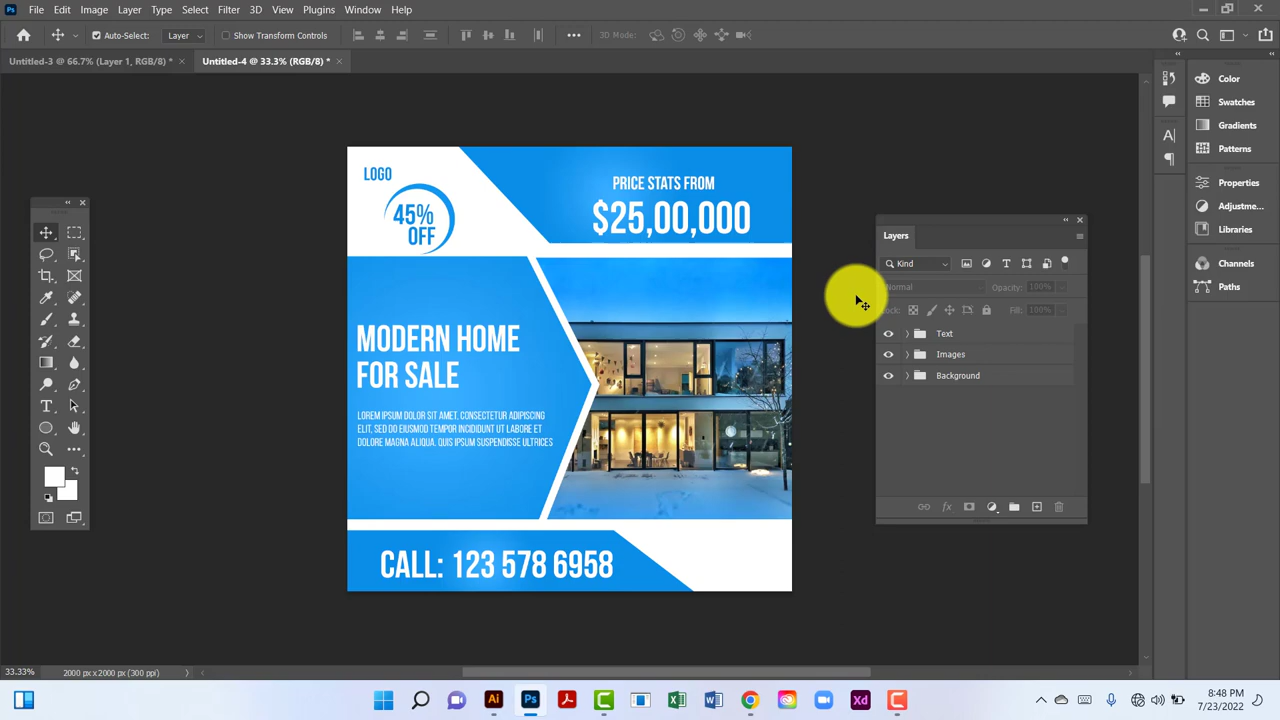 File Edit Image Layer Type Select Filter 3D View Plugins Window Help
Auto-Select: Layer Show Transform Controls 3D Mode:
Untitled-3 @ 66.7% (Layer 1, RGB/8) * Untitled-4 @ 33.3% (RGB/8) *
Color
Swatches
Gradients
Patterns
Properties
Adjustme...
Libraries
Channels
Paths
LOGO
45%
OFF
PRICE STATS FROM
$25,00,000
MODERN HOME
FOR SALE
LOREM IPSUM DOLOR SIT AMET, CONSECTETUR ADIPISCING
ELIT, SED DO EIUSMOD TEMPOR INCIDIDUNT UT LABORE ET
DOLORE MAGNA ALIQUA. QUIS IPSUM SUSPENDISSE ULTRICES
CALL: 123 578 6958
Layers
Kind
Normal Opacity: 100%
Lock: Fill: 100%
Text
Images
Background
33.33% 2000 px x 2000 px (300 ppi)
8:48 PM
7/23/2022